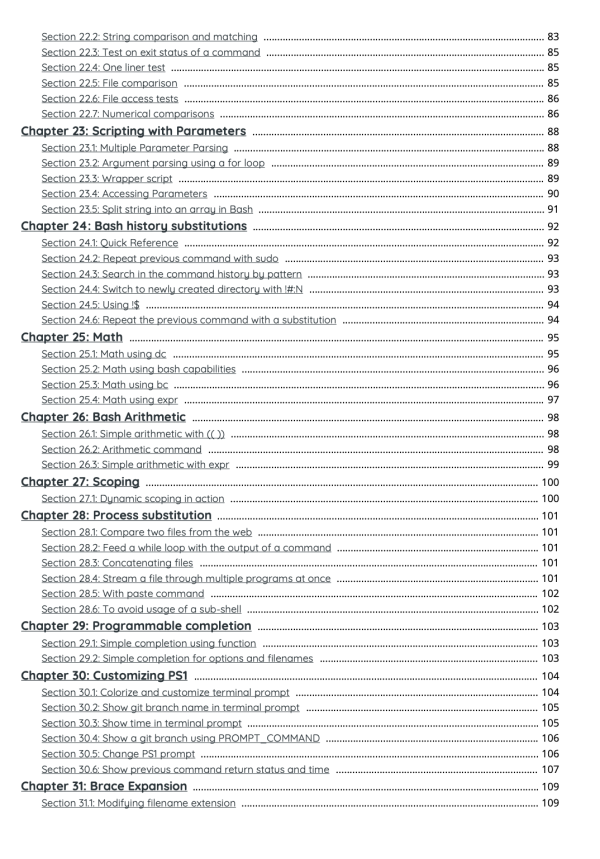 Section 22.2: String comparison and matching ........ 83
Section 22.3: Test on exit status of a command ........ 85
Section 22.4: One liner test ........ 85
Section 22.5: File comparison ........ 85
Section 22.6: File access tests ........ 86
Section 22.7: Numerical comparisons ........ 86
Chapter 23: Scripting with Parameters ........ 88
Section 23.1: Multiple Parameter Parsing ........ 88
Section 23.2: Argument parsing using a for loop ........ 89
Section 23.3: Wrapper script ........ 89
Section 23.4: Accessing Parameters ........ 90
Section 23.5: Split string into an array in Bash ........ 91
Chapter 24: Bash history substitutions ........ 92
Section 24.1: Quick Reference ........ 92
Section 24.2: Repeat previous command with sudo ........ 93
Section 24.3: Search in the command history by pattern ........ 93
Section 24.4: Switch to newly created directory with !#:N ........ 93
Section 24.5: Using !$ ........ 94
Section 24.6: Repeat the previous command with a substitution ........ 94
Chapter 25: Math ........ 95
Section 25.1: Math using dc ........ 95
Section 25.2: Math using bash capabilities ........ 96
Section 25.3: Math using bc ........ 96
Section 25.4: Math using expr ........ 97
Chapter 26: Bash Arithmetic ........ 98
Section 26.1: Simple arithmetic with (( )) ........ 98
Section 26.2: Arithmetic command ........ 98
Section 26.3: Simple arithmetic with expr ........ 99
Chapter 27: Scoping ........ 100
Section 27.1: Dynamic scoping in action ........ 100
Chapter 28: Process substitution ........ 101
Section 28.1: Compare two files from the web ........ 101
Section 28.2: Feed a while loop with the output of a command ........ 101
Section 28.3: Concatenating files ........ 101
Section 28.4: Stream a file through multiple programs at once ........ 101
Section 28.5: With paste command ........ 102
Section 28.6: To avoid usage of a sub-shell ........ 102
Chapter 29: Programmable completion ........ 103
Section 29.1: Simple completion using function ........ 103
Section 29.2: Simple completion for options and filenames ........ 103
Chapter 30: Customizing PS1 ........ 104
Section 30.1: Colorize and customize terminal prompt ........ 104
Section 30.2: Show git branch name in terminal prompt ........ 105
Section 30.3: Show time in terminal prompt ........ 105
Section 30.4: Show a git branch using PROMPT_COMMAND ........ 106
Section 30.5: Change PS1 prompt ........ 106
Section 30.6: Show previous command return status and time ........ 107
Chapter 31: Brace Expansion ........ 109
Section 31.1: Modifying filename extension ........ 109